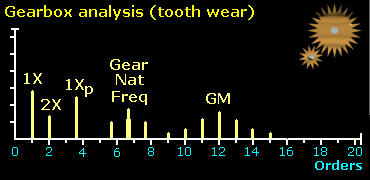 Gearbox analysis (tooth wear)
1X
2X
1Xp
Gear
Nat
Freq
GM
0 2 4 6 8 10 12 14 16 18 20
Orders